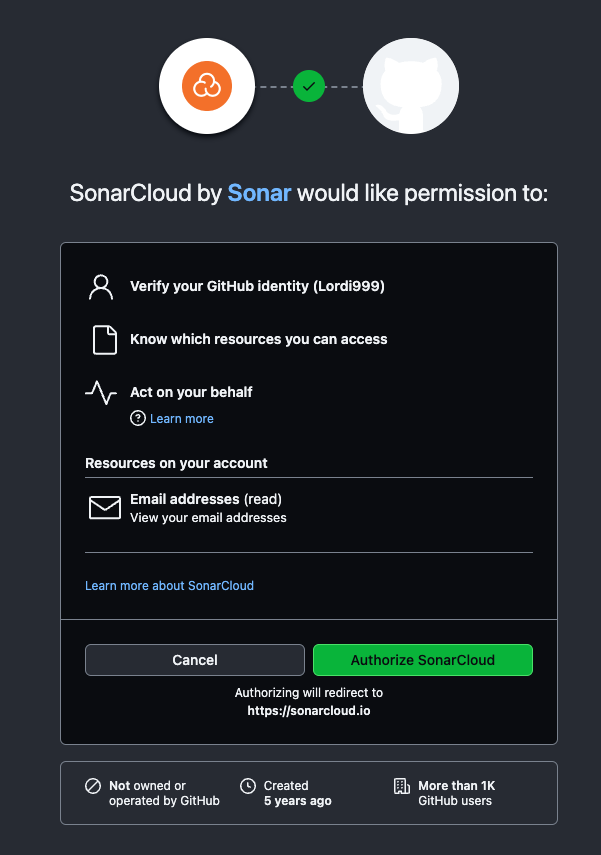 SonarCloud by Sonar would like permission to:
Verify your GitHub identity (Lordi999)
Know which resources you can access
Act on your behalf
Learn more
Resources on your account
Email addresses (read)
View your email addresses
Learn more about SonarCloud
Cancel
Authorize SonarCloud
Authorizing will redirect to
https://sonarcloud.io
Not owned or
operated by GitHub
Created
5 years ago
More than 1K
GitHub users